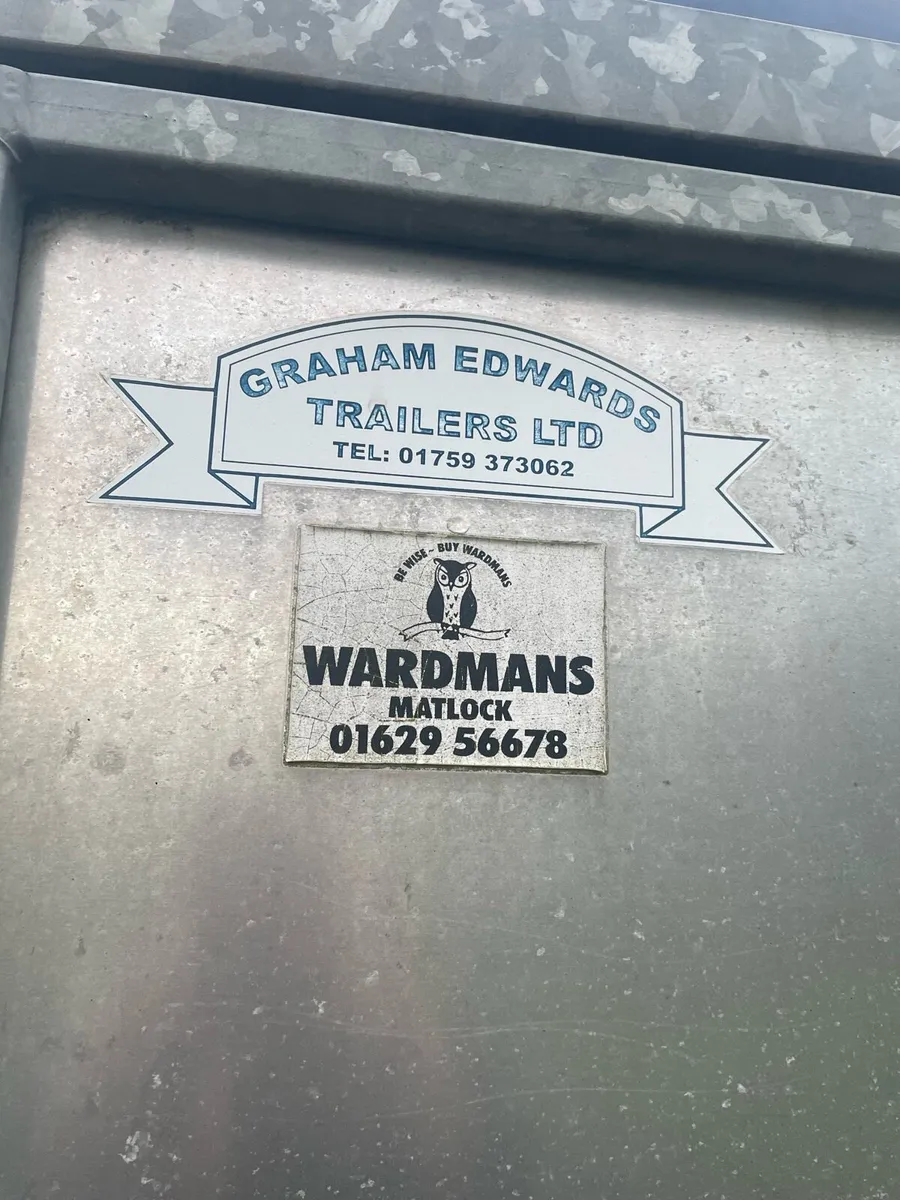 GRAHAM EDWARDS
TRAILERS LTD
TEL: 01759 373062
BE WISE ~ BUY WARDMANS
WARDMANS
MATLOCK
01629 56678